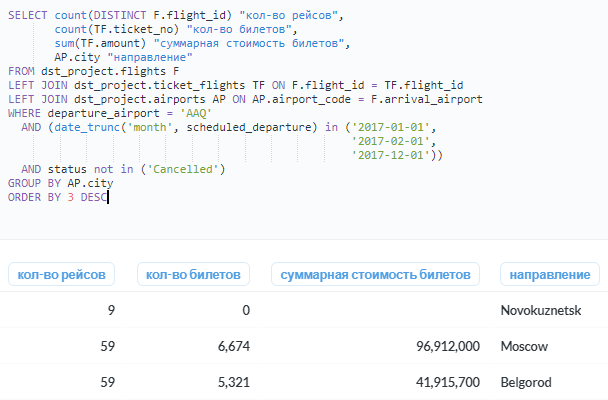 SELECT count(DISTINCT F.flight_id) "кол-во рейсов",
count(TF.ticket_no) "кол-во билетов",
sum(TF.amount) "суммарная стоимость билетов",
AP.city "направление"
FROM dst_project.flights F
LEFT JOIN dst_project.ticket_flights TF ON F.flight_id = TF.flight_id
LEFT JOIN dst_project.airports AP ON AP.airport_code = F.arrival_airport
WHERE departure_airport = 'AAQ'
AND (date_trunc('month', scheduled_departure) in ('2017-01-01',
'2017-02-01',
'2017-12-01'))
AND status not in ('Cancelled')
GROUP BY AP.city
ORDER BY 3 DESC
кол-во рейсов кол-во билетов суммарная стоимость билетов направление
9 0 Novokuznetsk
59 6,674 96,912,000 Moscow
59 5,321 41,915,700 Belgorod